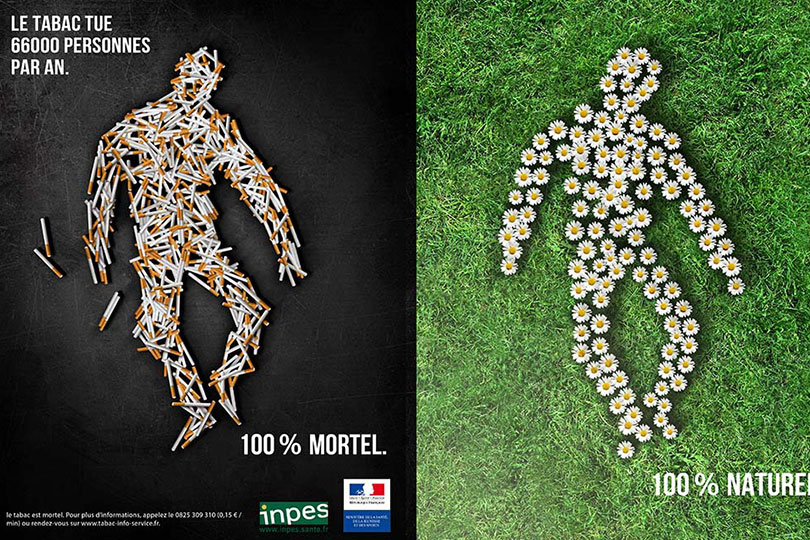 LE TABAC TUE
66000 PERSONNES
PAR AN.
100 % MORTEL.
le tabac est mortel. Pour plus d'informations, appelez le 0825 309 310 (0,15 € /
min) ou rendez-vous sur www.tabac-info-service.fr.
inpes
www.inpes.sante.fr
100 % NATUREL